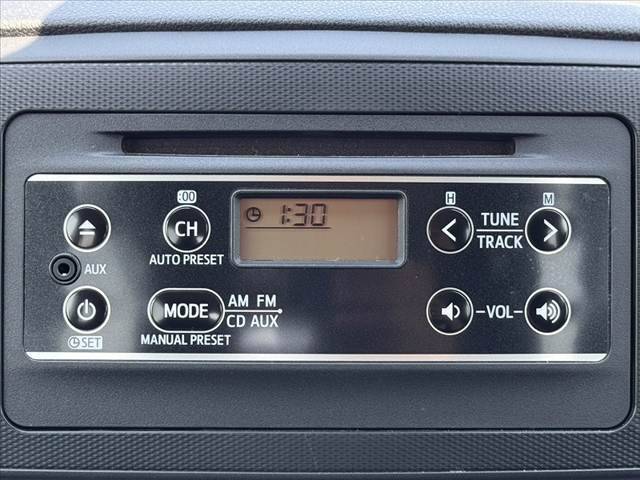 :00
H
M
1:30
CH
TUNE
TRACK
AUTO PRESET
AUX
MODE
AM FM
CD AUX
VOL
SET
MANUAL PRESET